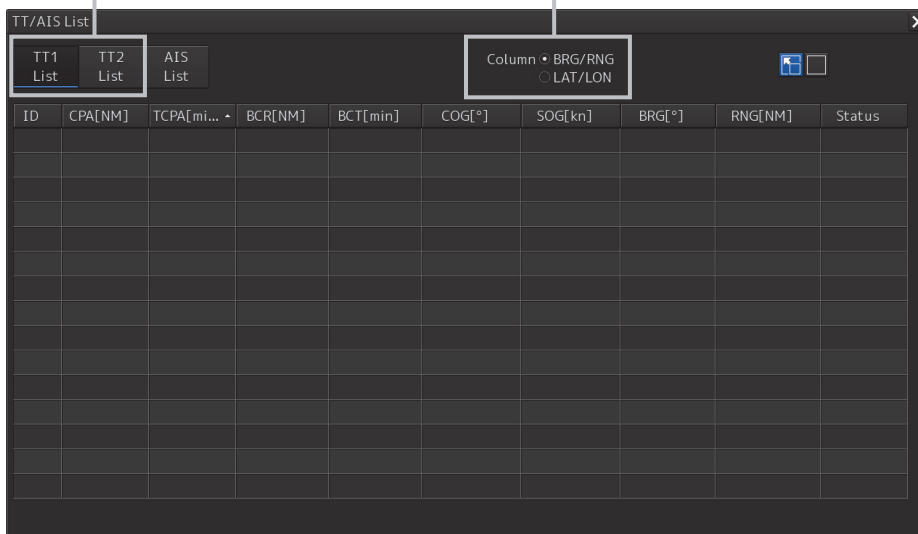 TT/AIS List
TT1 List
TT2 List
AIS List
Column BRG/RNG
LAT/LON
ID CPA[NM] TCPA[mi... BCR[NM] BCT[min] COG[°] SOG[kn] BRG[°] RNG[NM] Status